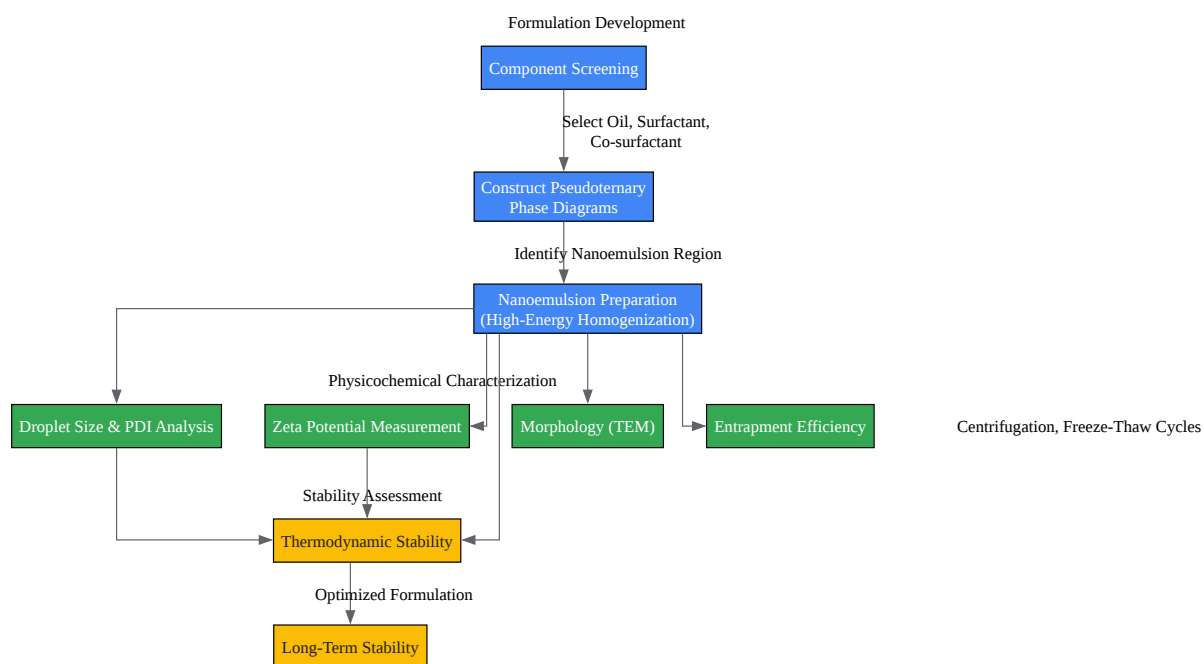 Formulation Development
Component Screening
Select Oil, Surfactant,
Co-surfactant
Construct Pseudoternary
Phase Diagrams
Identify Nanoemulsion Region
Nanoemulsion Preparation
(High-Energy Homogenization)
Physicochemical Characterization
Droplet Size & PDI Analysis
Zeta Potential Measurement
Morphology (TEM)
Entrapment Efficiency
Centrifugation, Freeze-Thaw Cycles
Stability Assessment
Thermodynamic Stability
Optimized Formulation
Long-Term Stability